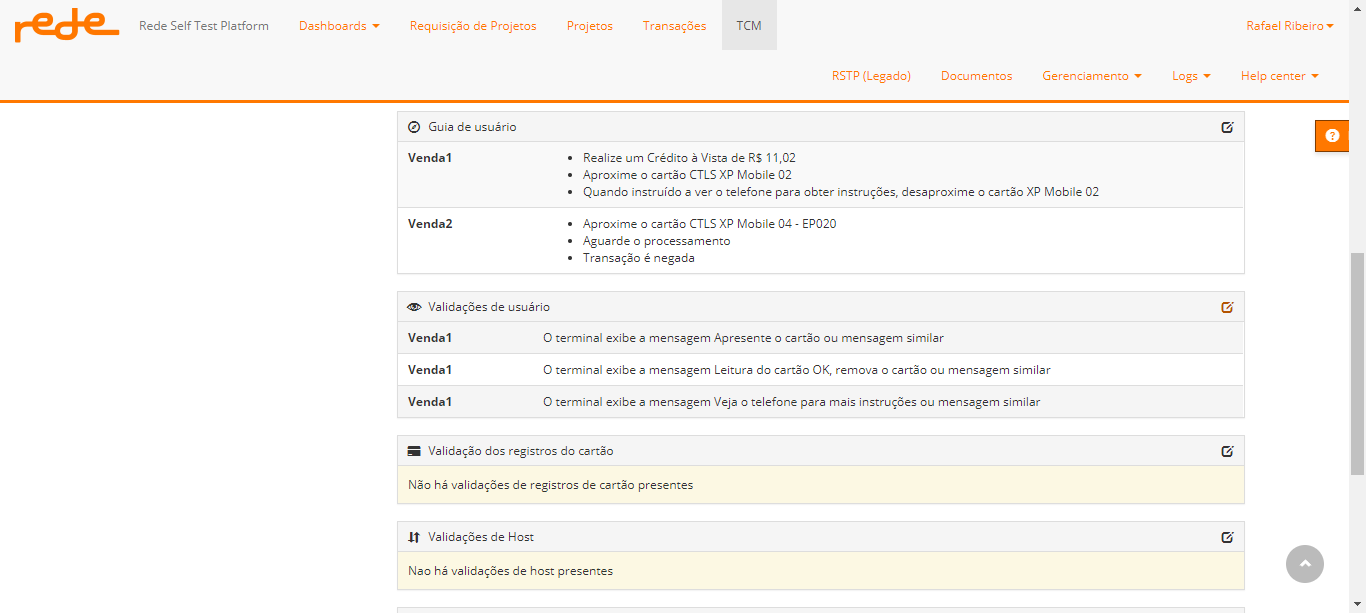 rede Rede Self Test Platform Dashboards Requisição de Projetos Projetos Transações TCM Rafael Ribeiro
RSTP (Legado) Documentos Gerenciamento Logs Help center
Guia de usuário
Venda1
Realize um Crédito à Vista de R$ 11,02
Aproxime o cartão CTLS XP Mobile 02
Quando instruído a ver o telefone para obter instruções, desaproxime o cartão XP Mobile 02
Venda2
Aproxime o cartão CTLS XP Mobile 04 - EP020
Aguarde o processamento
Transação é negada
Validações de usuário
Venda1 O terminal exibe a mensagem Apresente o cartão ou mensagem similar
Venda1 O terminal exibe a mensagem Leitura do cartão OK, remova o cartão ou mensagem similar
Venda1 O terminal exibe a mensagem Veja o telefone para mais instruções ou mensagem similar
Validação dos registros do cartão
Não há validações de registros de cartão presentes
Validações de Host
Nao há validações de host presentes